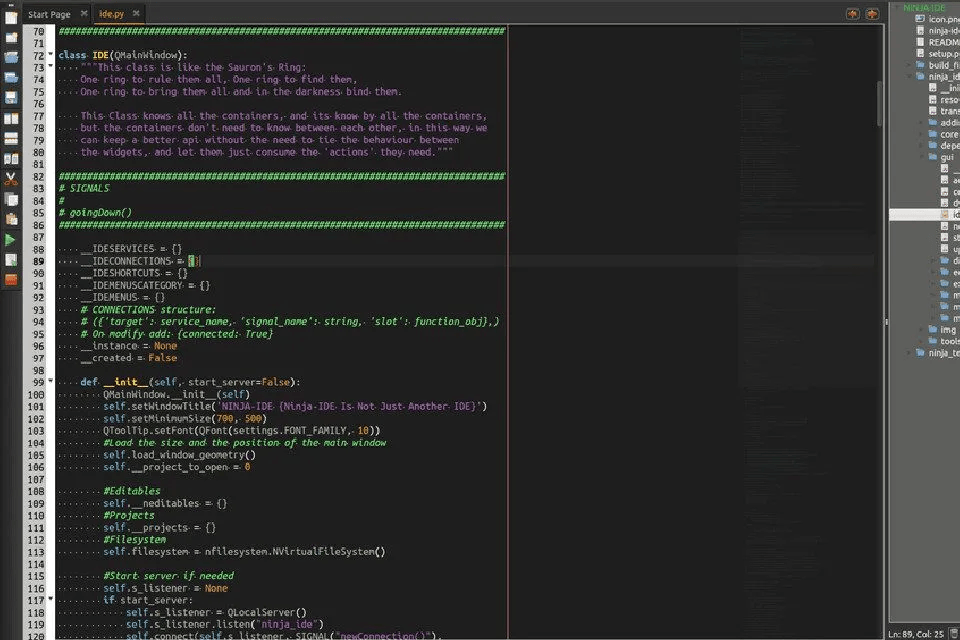 Start Page
ide.py
70 ################################################################################
71
72 class IDE(QMainWindow):
73 """This class is like the Sauron's Ring:
74 One ring to rule them all, One ring to find them,
75 One ring to bring them all and in the darkness bind them.
76
77 This Class knows all the containers, and its know by all the containers,
78 but the containers don't need to know between each other, in this way we
79 can keep a better api without the need to tie the behaviour between
80 the widgets, and let them just consume the 'actions' they need."""
81
82 ################################################################################
83 # SIGNALS
84 #
85 # goingDown()
86 ################################################################################
87
88 __IDESERVICES = {}
89 __IDECONNECTIONS = {}
90 __IDESHORTCUTS = {}
91 __IDEMENUSCATEGORY = {}
92 __IDEMENUS = {}
93 # CONNECTIONS structure:
94 # ({'target': service_name, 'signal_name': string, 'slot': function_obj},)
95 # On modify add: {connected: True}
96 __instance = None
97 __created = False
98
99 def __init__(self, start_server=False):
100 QMainWindow.__init__(self)
101 self.setWindowTitle('NINJA-IDE {Ninja-IDE Is Not Just Another IDE}')
102 self.setMinimumSize(700, 500)
103 QToolTip.setFont(QFont(settings.FONT_FAMILY, 10))
104 #Load the size and the position of the main window
105 self.load_window_geometry()
106 self.__project_to_open = 0
107
108 #Editables
109 self.__neditables = {}
110 #Projects
111 self.__projects = {}
112 #Filesystem
113 self.filesystem = nfilesystem.NVirtualFileSystem()
114
115 #Start server if needed
116 self.s_listener = None
117 if start_server:
118 self.s_listener = QLocalServer()
119 self.s_listener.listen("ninja_ide")
self.connect(self.s_listener, SIGNAL("newConnection()"),
NINJA-IDE
icon.png
ninja-ide
README
setup.py
build_fi
ninja_ide
__ini
resou
trans
addin
core
depe
gui
id
img
tools
ninja_te
Ln: 89, Col: 25